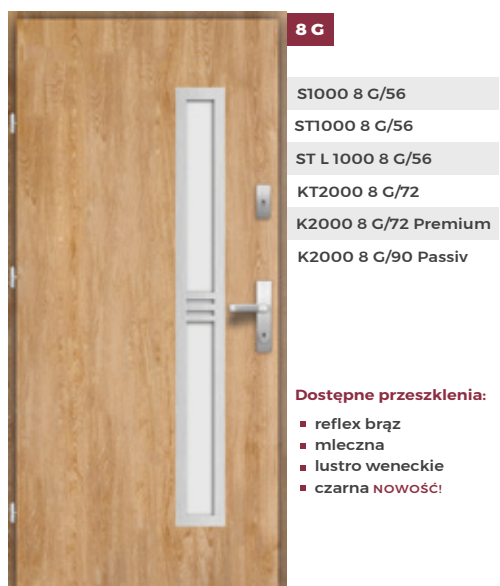 8 G
S1000 8 G/56
ST1000 8 G/56
ST L 1000 8 G/56
KT2000 8 G/72
K2000 8 G/72 Premium
K2000 8 G/90 Passiv
Dostępne przeszklenia:
reflex brąz
mleczna
lustro weneckie
czarna NOWOŚĆ!